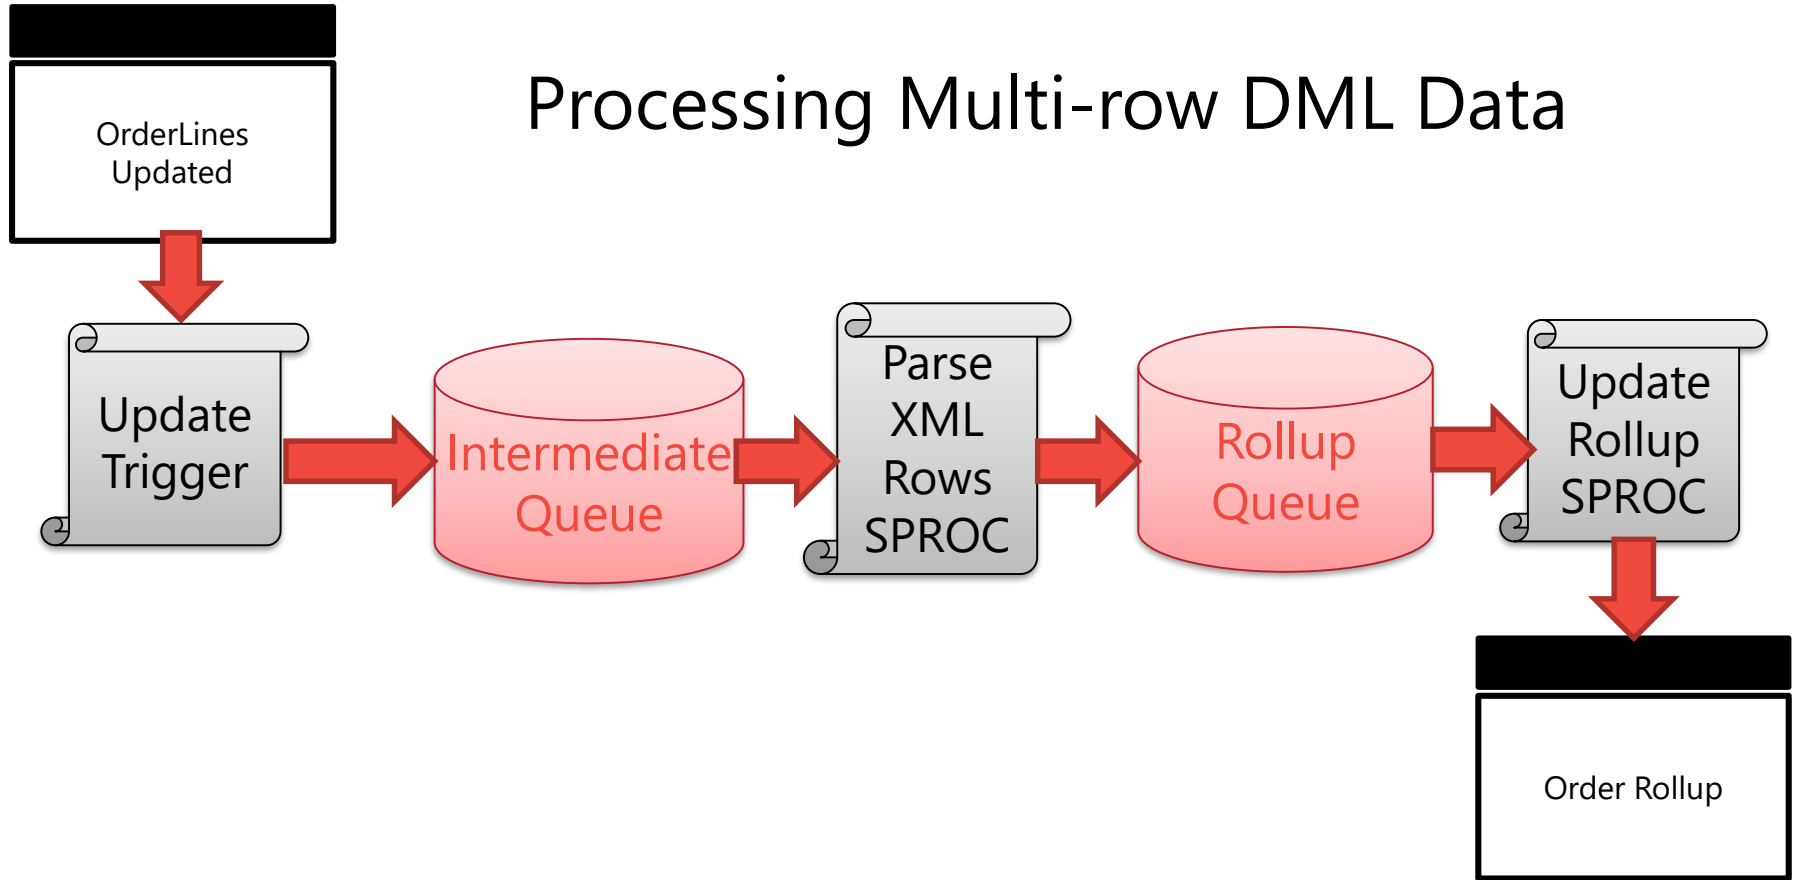 Processing Multi-row DML Data
OrderLines
Updated
Update
Trigger
Intermediate
Queue
Parse
XML
Rows
SPROC
Rollup
Queue
Update
Rollup
SPROC
Order Rollup